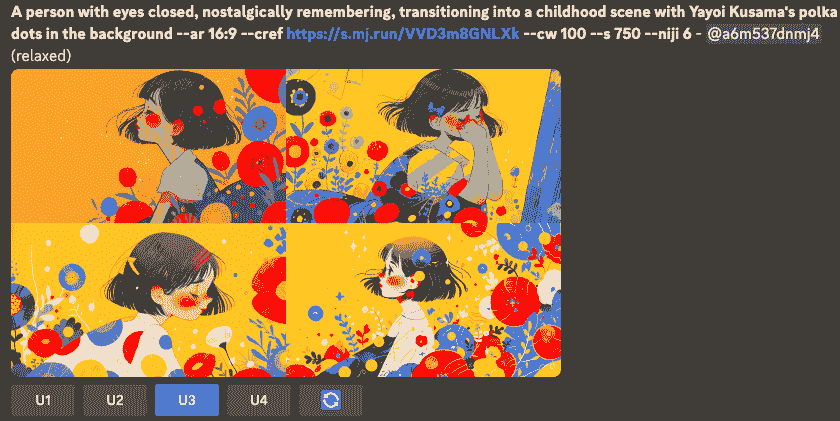 A person with eyes closed, nostalgically remembering, transitioning into a childhood scene with Yayoi Kusama's polka
dots in the background --ar 16:9 --cref https://s.mj.run/VVD3m8GNLXk --cw 100 --s 750 --niji 6 - @a6m537dnmj4
(relaxed)
U1 U2 U3 U4